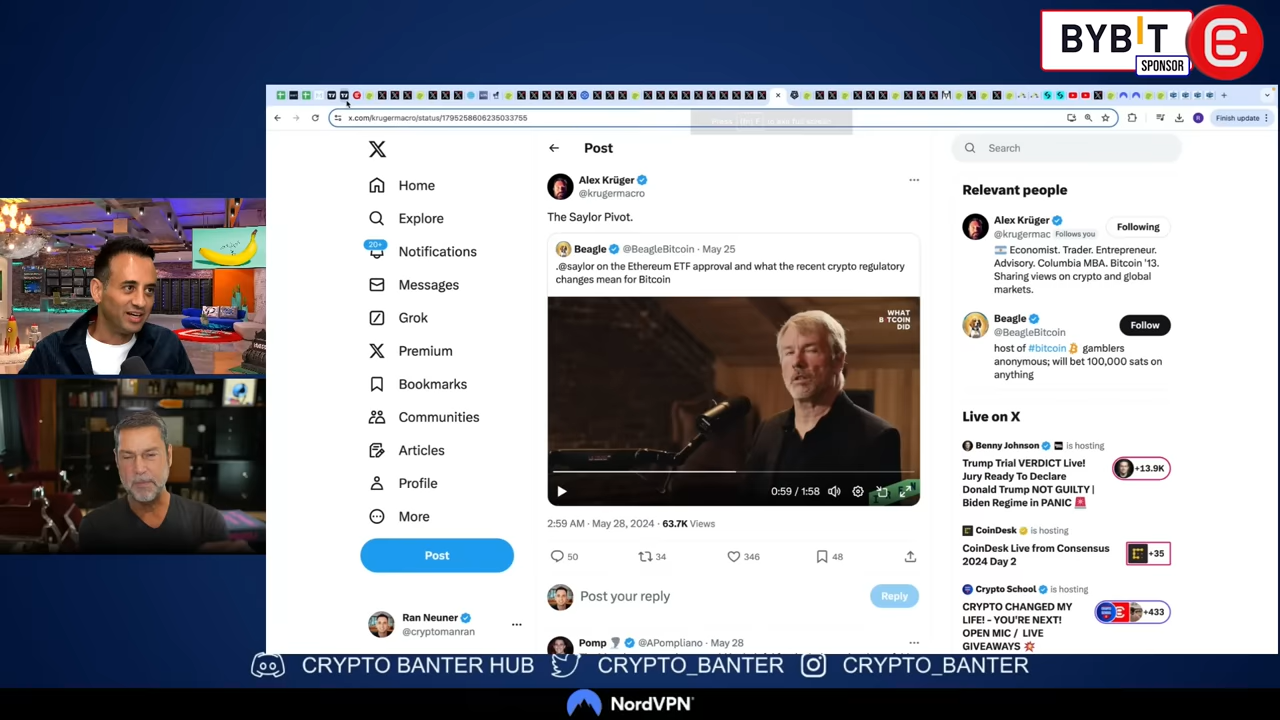 BYBIT
SPONSOR
x.com/krugermacro/status/1795258606235033755
Finish update
Home
Explore
20+
Notifications
Messages
Grok
Premium
Bookmarks
Communities
Articles
Profile
More
Post
Ran Neuner
@cryptomanran
Post
Alex Krüger
@krugermacro
The Saylor Pivot.
Beagle @BeagleBitcoin · May 25
.@saylor on the Ethereum ETF approval and what the recent crypto regulatory
changes mean for Bitcoin
WHAT
B TCOIN
DID
0:59 / 1:58
2:59 AM · May 28, 2024 · 63.7K Views
50
34
346
48
Post your reply
Reply
Pomp @APompliano · May 28
Search
Relevant people
Alex Krüger
@krugermac Follows you
Following
Economist. Trader. Entrepreneur.
Advisory. Columbia MBA. Bitcoin '13.
Sharing views on crypto and global
markets.
Beagle
@BeagleBitcoin
Follow
host of #bitcoin gamblers
anonymous; will bet 100,000 sats on
anything
Live on X
Benny Johnson is hosting
Trump Trial VERDICT Live!
Jury Ready To Declare
Donald Trump NOT GUILTY |
Biden Regime in PANIC
+13.9K
CoinDesk is hosting
CoinDesk Live from Consensus
2024 Day 2
+35
Crypto School is hosting
CRYPTO CHANGED MY
LIFE! - YOU'RE NEXT!
OPEN MIC / LIVE
GIVEAWAYS
+433
CRYPTO BANTER HUB
CRYPTO_BANTER
CRYPTO_BANTER
NordVPN